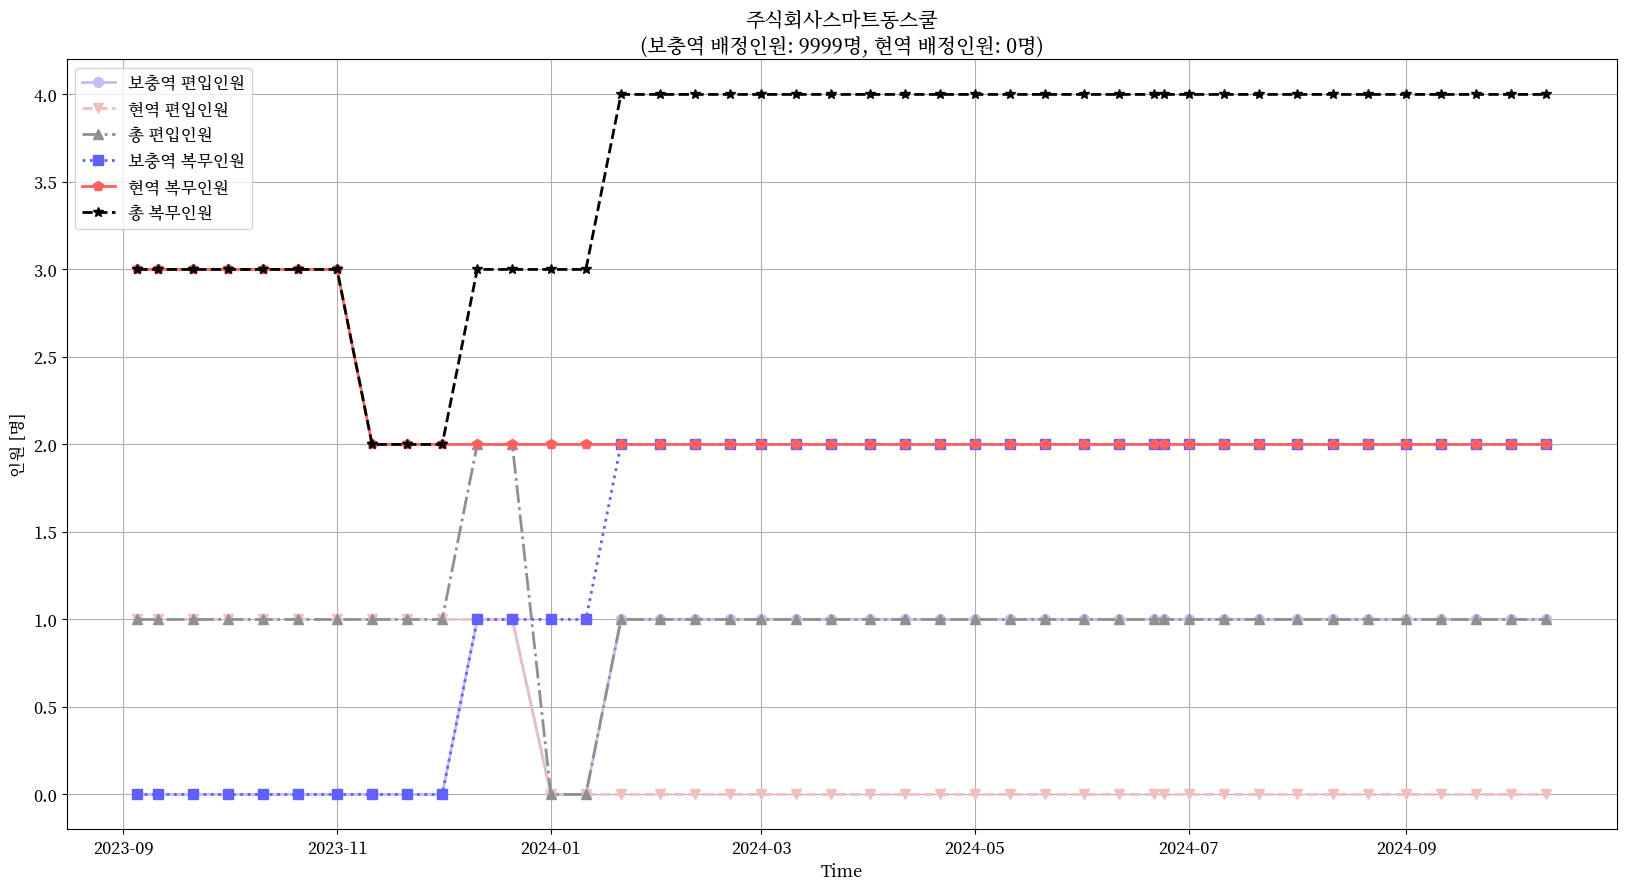 주식회사스마트동스쿨
(보충역 배정인원: 9999명, 현역 배정인원: 0명)
보충역 편입인원
현역 편입인원
총 편입인원
보충역 복무인원
현역 복무인원
총 복무인원
4.0
3.5
3.0
2.5
2.0
1.5
1.0
0.5
0.0
인원 [명]
2023-09
2023-11
2024-01
2024-03
2024-05
2024-07
2024-09
Time